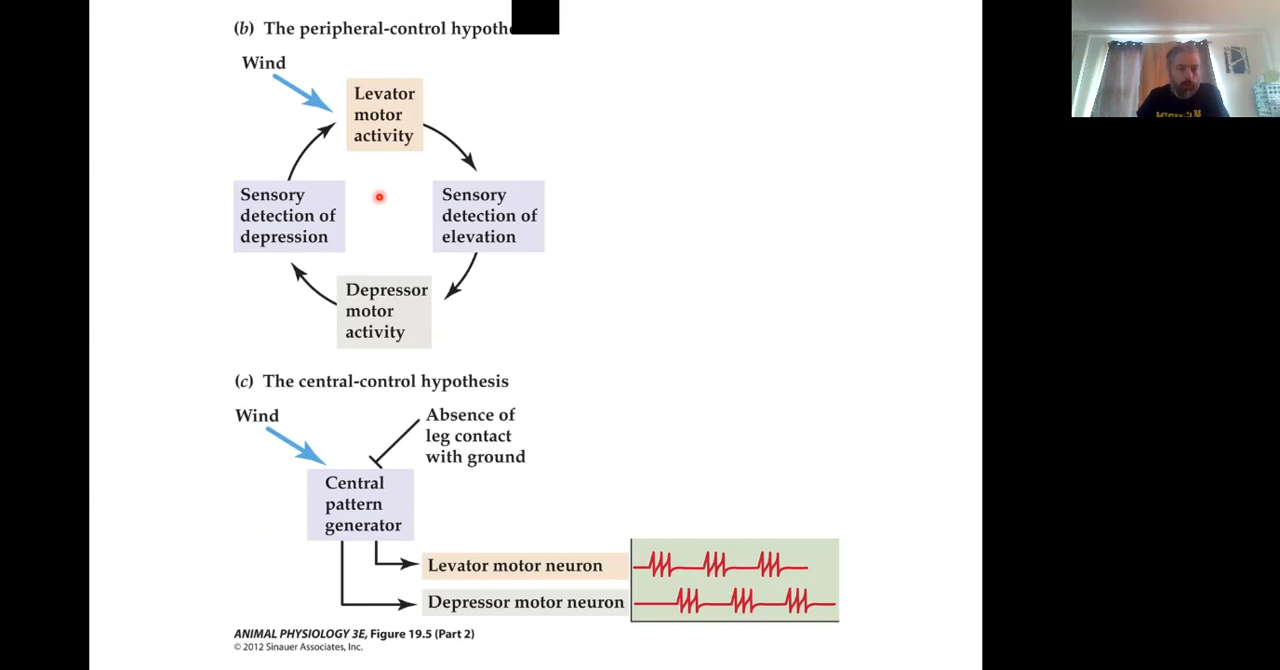 (b) The peripheral-control hypoth
Wind
Levator
motor
activity
Sensory
detection of
depression
Sensory
detection of
elevation
Depressor
motor
activity
(c) The central-control hypothesis
Wind
Absence of
leg contact
with ground
Central
pattern
generator
Levator motor neuron
Depressor motor neuron
ANIMAL PHYSIOLOGY 3E, Figure 19.5 (Part 2)
© 2012 Sinauer Associates, Inc.